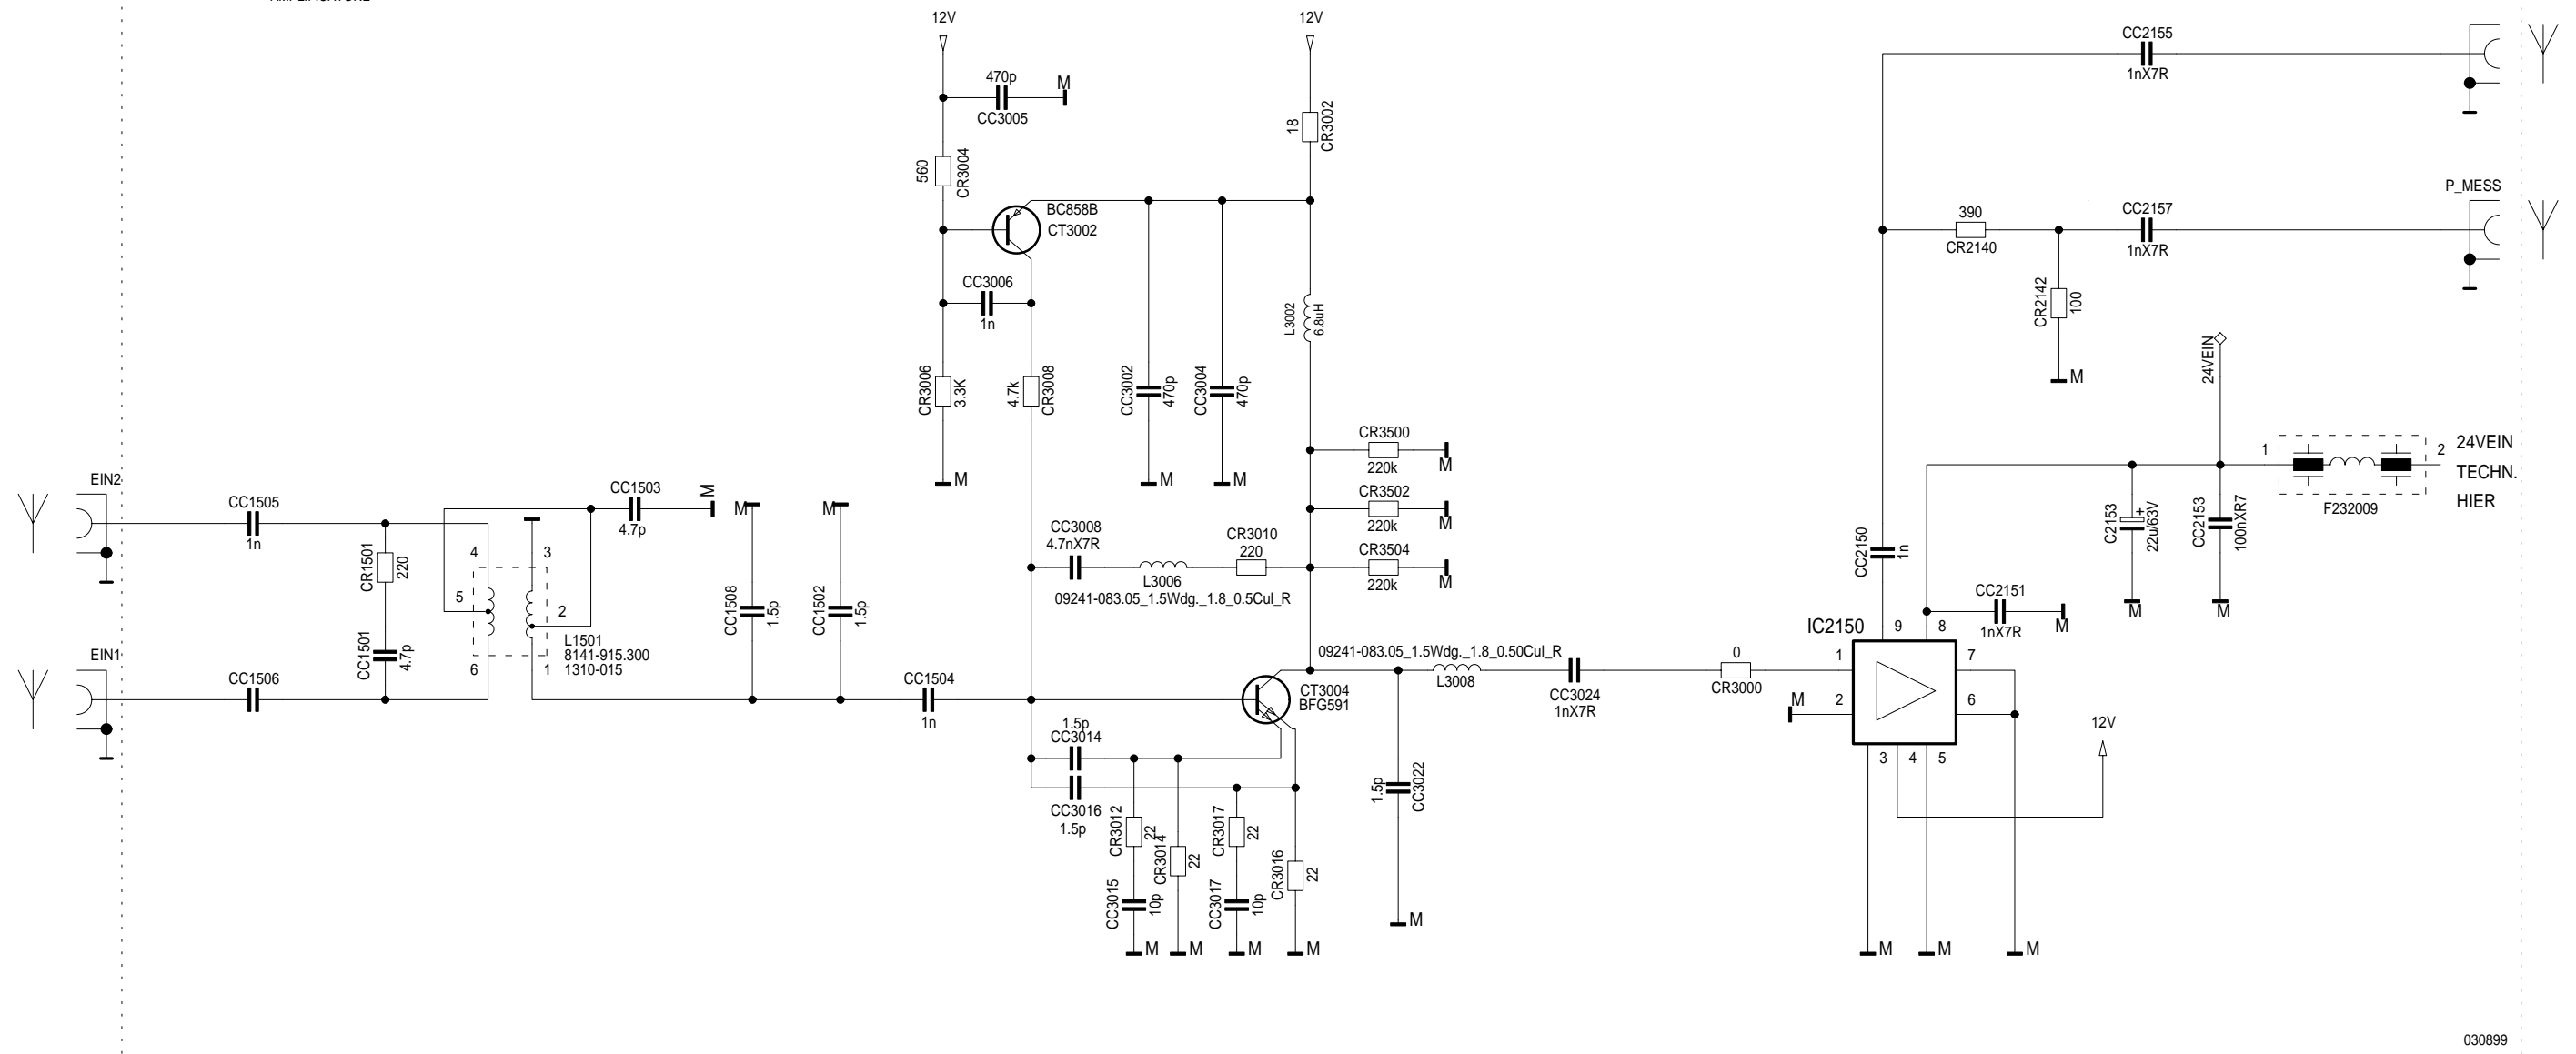 12V
12V
470p
M
CC3005
18
CR3002
560
CR3004
BC858B
CT3002
CC3006
1n
CR3006
3.3K
4.7k
CR3008
CC3002
470p
CC3004
470p
L3002
6.8uH
M
M
M
CR3500
220k
M
CR3502
220k
M
CR3504
220k
M
CC2155
1nX7R
P_MESS
390
CR2140
CC2157
1nX7R
CR2142
100
M
24VEIN
1
2
24VEIN
TECHN.
HIER
F232009
C2153
+
22u/63V
M
CC2153
100nXR7
M
CC2150
1n
CC2151
1nX7R
M
EIN2
CC1505
1n
CR1501
220
CC1501
4.7p
EIN1
CC1506
4
5
6
3
2
1
L1501
8141-915.300
1310-015
CC1503
4.7p
M
M
CC1508
1.5p
M
CC1502
1.5p
CC1504
1n
CC3008
4.7nX7R
L3006
CR3010
220
09241-083.05_1.5Wdg._1.8_0.5Cul_R
CT3004
BFG591
09241-083.05_1.5Wdg._1.8_0.50Cul_R
L3008
CC3024
1nX7R
0
CR3000
1.5p
CC3022
M
1.5p
CC3014
CC3016
1.5p
CR3012
22
CR3014
22
CR3017
22
CR3016
22
CC3015
10p
CC3017
10p
M
M
M
M
IC2150
9
8
1
2
7
6
3
4
5
M
12V
M
M
M
030899